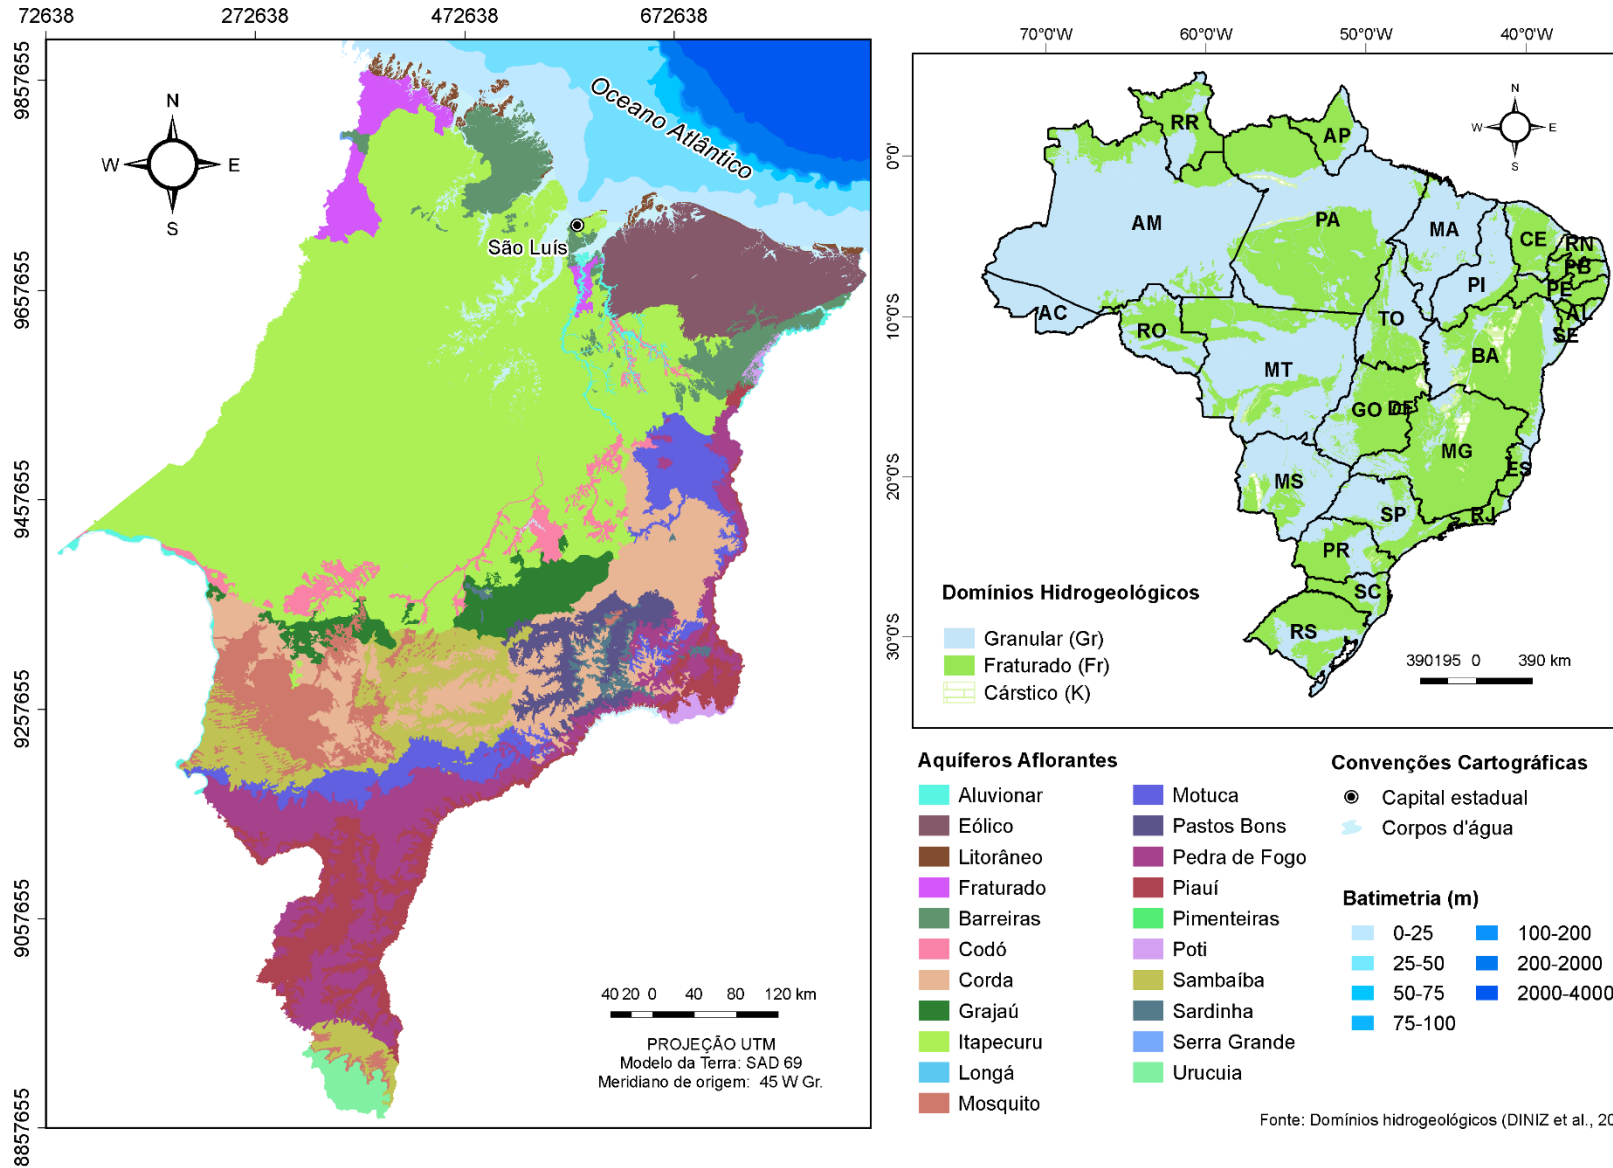 72638
272638
472638
672638
9857655
9657655
9457655
9257655
9057655
8857655
N
W
E
S
Oceano Atlântico
São Luís
40 20 0 40 80 120 km
PROJEÇÃO UTM
Modelo da Terra: SAD 69
Meridiano de origem: 45 W Gr.
70°0'W
60°0'W
50°0'W
40°0'W
0°0'
10°0'S
20°0'S
30°0'S
N
W
E
S
RR
AP
AM
PA
MA
CE
RN
PB
PI
PE
AC
AL
TO
SE
RO
BA
MT
GO
DF
MG
ES
MS
SP
RJ
PR
SC
RS
Domínios Hidrogeológicos
Granular (Gr)
Fraturado (Fr)
Cárstico (K)
390195 0 390 km
Aquíferos Aflorantes
Aluvionar
Eólico
Litorâneo
Fraturado
Barreiras
Codó
Corda
Grajaú
Itapecuru
Longá
Mosquito
Motuca
Pastos Bons
Pedra de Fogo
Piauí
Pimenteiras
Poti
Sambaíba
Sardinha
Serra Grande
Urucuia
Convenções Cartográficas
Capital estadual
Corpos d'água
Batimetria (m)
0-25
25-50
50-75
75-100
100-200
200-2000
2000-4000
Fonte: Domínios hidrogeológicos (DINIZ et al., 20